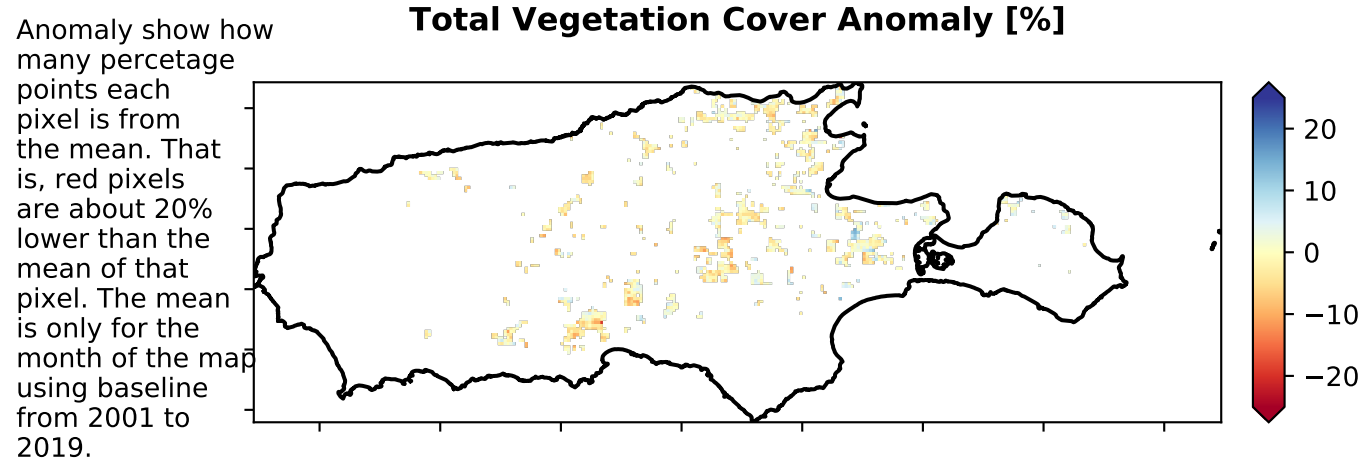 Total Vegetation Cover Anomaly [%]
Anomaly show how
many percetage
points each
pixel is from
the mean. That
is, red pixels
are about 20%
lower than the
mean of that
pixel. The mean
is only for the
month of the map
using baseline
from 2001 to
2019.
20
10
0
−10
−20